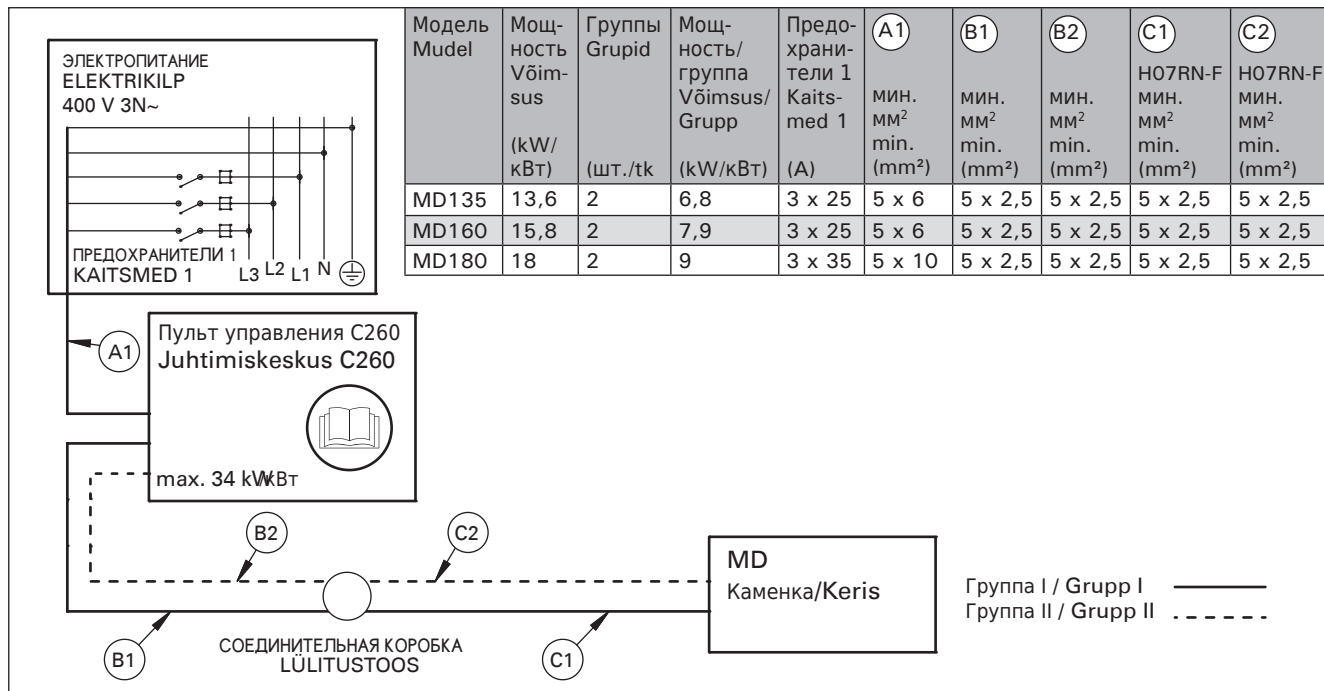 ЭЛЕКТРОПИТАНИЕ
ELEKTRIKILP
400 V 3N~
ПРЕДОХРАНИТЕЛИ 1
KAITSMED 1
L3 L2 L1 N
Модель Mudel | Мощ-ность Võim-sus (kW/кВт) | Группы Grupid (шт./tk | Мощ-ность/группа Võimsus/Grupp (kW/кВт) | Предо-храни-тели 1 Kaits-med 1 (A) | A1 мин. мм² min. (mm²) | B1 мин. мм² min. (mm²) | B2 мин. мм² min. (mm²) | C1 H07RN-F мин. мм² min. (mm²) | C2 H07RN-F мин. мм² min. (mm²)
MD135 | 13,6 | 2 | 6,8 | 3 x 25 | 5 x 6 | 5 x 2,5 | 5 x 2,5 | 5 x 2,5 | 5 x 2,5
MD160 | 15,8 | 2 | 7,9 | 3 x 25 | 5 x 6 | 5 x 2,5 | 5 x 2,5 | 5 x 2,5 | 5 x 2,5
MD180 | 18 | 2 | 9 | 3 x 35 | 5 x 10 | 5 x 2,5 | 5 x 2,5 | 5 x 2,5 | 5 x 2,5
A1
Пульт управления C260
Juhtimiskeskus C260
max. 34 kW/кВт
B2
C2
MD
Каменка/Keris
Группа I / Grupp I
Группа II / Grupp II
B1
СОЕДИНИТЕЛЬНАЯ КОРОБКА
LÜLITUSTOOS
C1